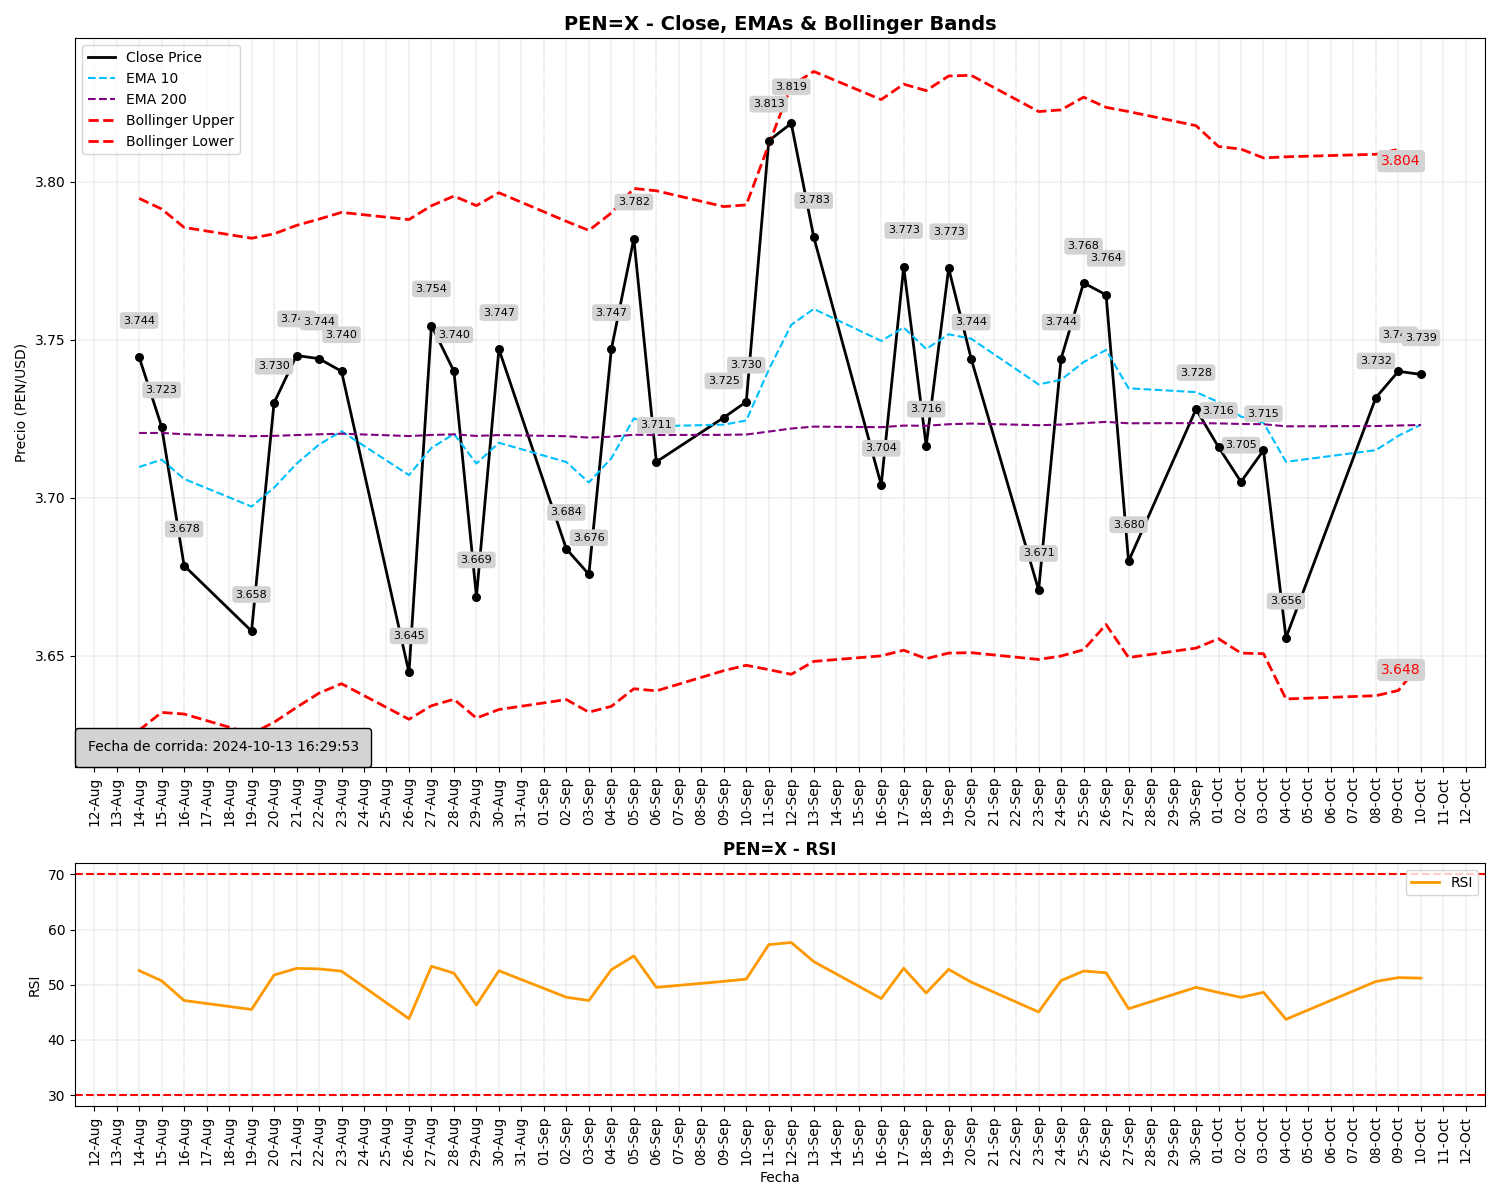 PEN=X - Close, EMAs & Bollinger Bands
Close Price
EMA 10
EMA 200
Bollinger Upper
Bollinger Lower
Precio (PEN/USD)
3.80
3.75
3.70
3.65
3.744
3.723
3.678
3.658
3.730
3.744
3.740
3.645
3.754
3.740
3.669
3.747
3.684
3.676
3.747
3.782
3.711
3.725
3.730
3.813
3.819
3.783
3.704
3.773
3.716
3.773
3.744
3.671
3.744
3.768
3.764
3.680
3.728
3.716
3.705
3.715
3.656
3.732
3.739
3.804
3.648
Fecha de corrida: 2024-10-13 16:29:53
12-Aug
13-Aug
14-Aug
15-Aug
16-Aug
17-Aug
18-Aug
19-Aug
20-Aug
21-Aug
22-Aug
23-Aug
24-Aug
25-Aug
26-Aug
27-Aug
28-Aug
29-Aug
30-Aug
31-Aug
01-Sep
02-Sep
03-Sep
04-Sep
05-Sep
06-Sep
07-Sep
08-Sep
09-Sep
10-Sep
11-Sep
12-Sep
13-Sep
14-Sep
15-Sep
16-Sep
17-Sep
18-Sep
19-Sep
20-Sep
21-Sep
22-Sep
23-Sep
24-Sep
25-Sep
26-Sep
27-Sep
28-Sep
29-Sep
30-Sep
01-Oct
02-Oct
03-Oct
04-Oct
05-Oct
06-Oct
07-Oct
08-Oct
09-Oct
10-Oct
11-Oct
12-Oct
PEN=X - RSI
RSI
RSI
70
60
50
40
30
12-Aug
13-Aug
14-Aug
15-Aug
16-Aug
17-Aug
18-Aug
19-Aug
20-Aug
21-Aug
22-Aug
23-Aug
24-Aug
25-Aug
26-Aug
27-Aug
28-Aug
29-Aug
30-Aug
31-Aug
01-Sep
02-Sep
03-Sep
04-Sep
05-Sep
06-Sep
07-Sep
08-Sep
09-Sep
10-Sep
11-Sep
12-Sep
13-Sep
14-Sep
15-Sep
16-Sep
17-Sep
18-Sep
19-Sep
20-Sep
21-Sep
22-Sep
23-Sep
24-Sep
25-Sep
26-Sep
27-Sep
28-Sep
29-Sep
30-Sep
01-Oct
02-Oct
03-Oct
04-Oct
05-Oct
06-Oct
07-Oct
08-Oct
09-Oct
10-Oct
11-Oct
12-Oct
Fecha